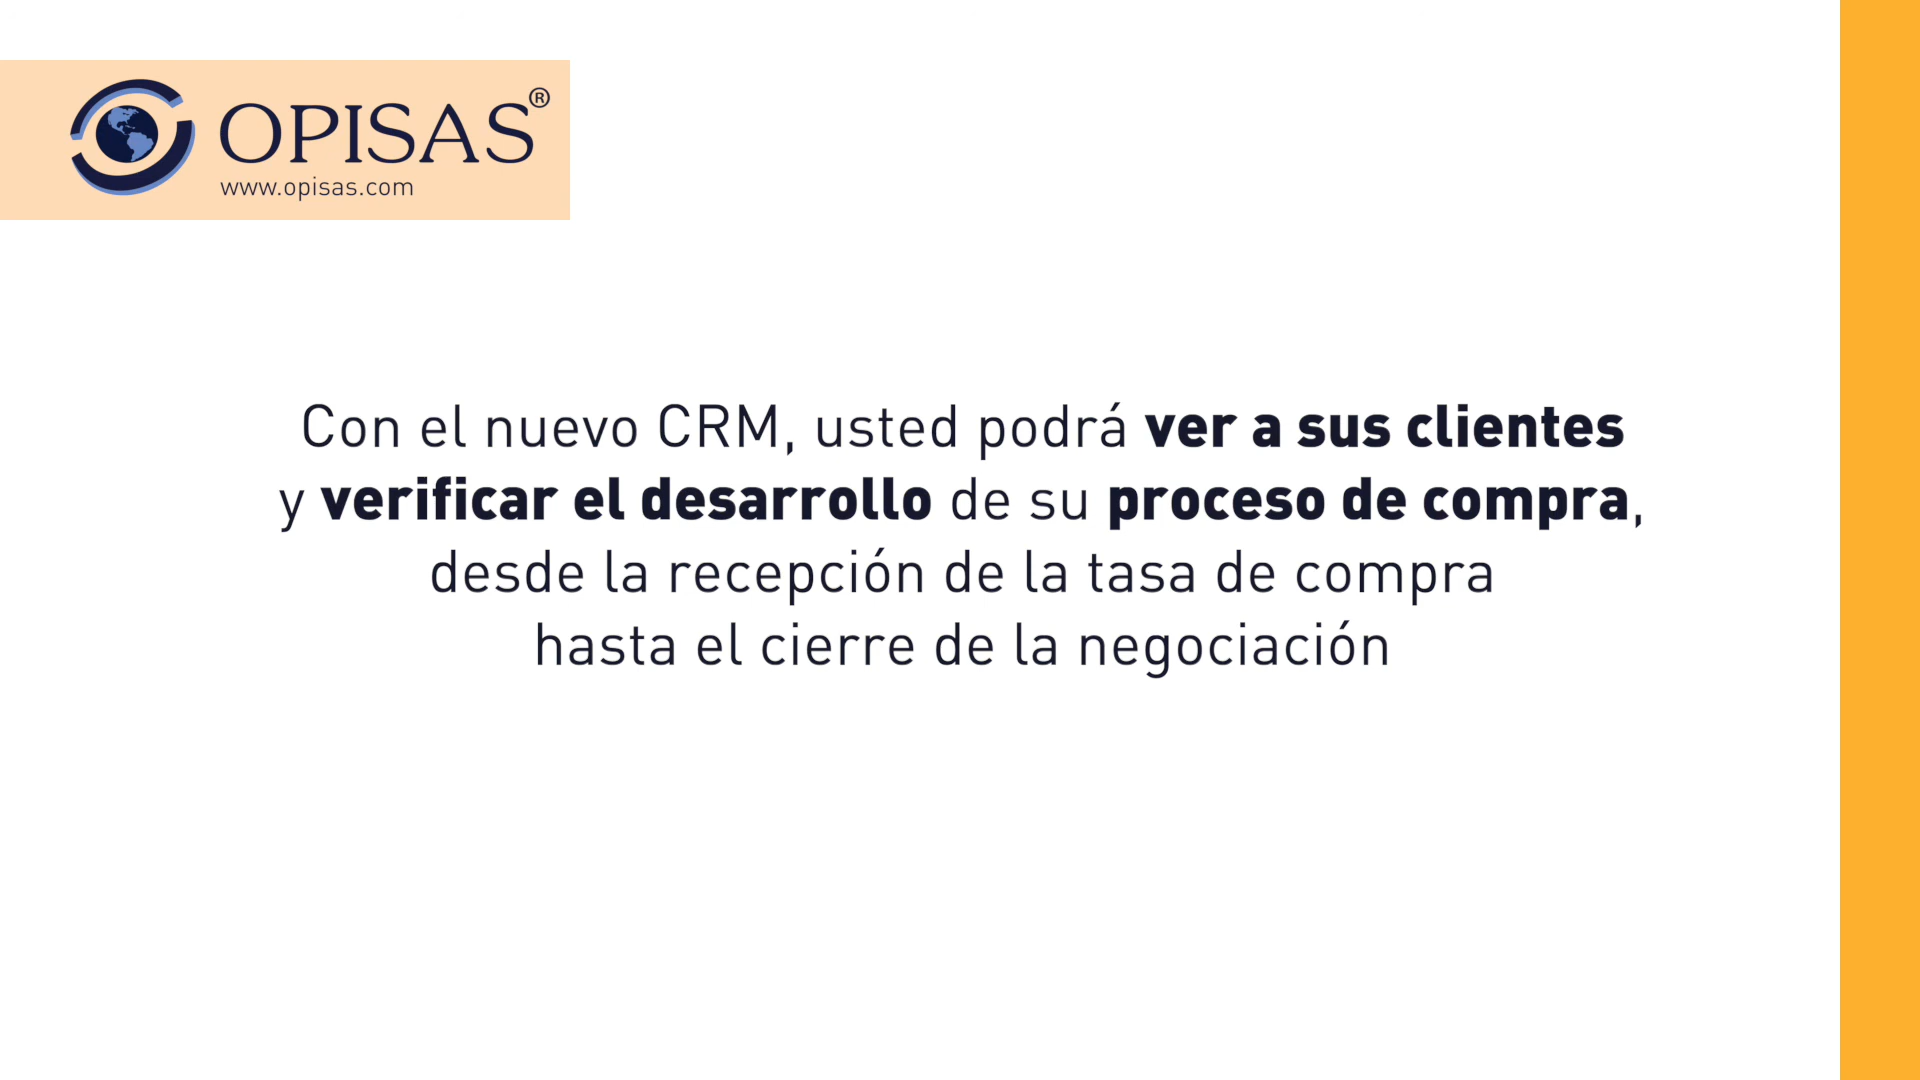 OPISAS®
www.opisas.com
Con el nuevo CRM, usted podrá ver a sus clientes
y verificar el desarrollo de su proceso de compra,
desde la recepción de la tasa de compra
hasta el cierre de la negociación